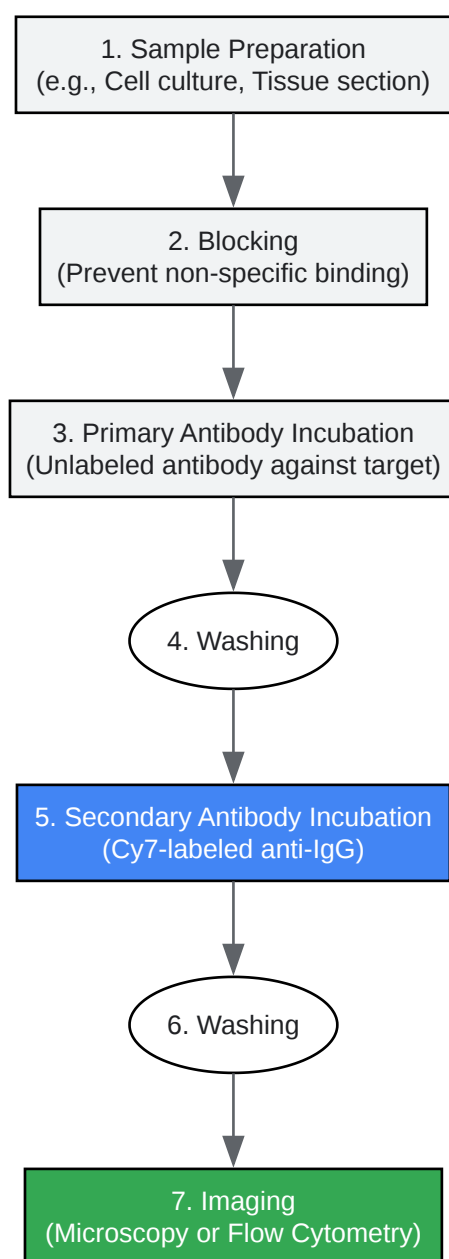 1. Sample Preparation
(e.g., Cell culture, Tissue section)
2. Blocking
(Prevent non-specific binding)
3. Primary Antibody Incubation
(Unlabeled antibody against target)
4. Washing
5. Secondary Antibody Incubation
(Cy7-labeled anti-IgG)
6. Washing
7. Imaging
(Microscopy or Flow Cytometry)